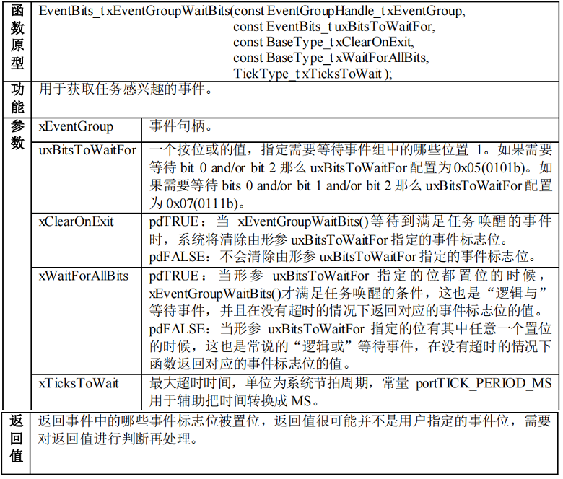 函数原型
EventBits_t xEventGroupWaitBits(const EventGroupHandle_t xEventGroup,
const EventBits_t uxBitsToWaitFor,
const BaseType_t xClearOnExit,
const BaseType_t xWaitForAllBits,
TickType_t xTicksToWait );
功能
用于获取任务感兴趣的事件。
参数
xEventGroup
事件句柄。
uxBitsToWaitFor
一个按位或的值，指定需要等待事件组中的哪些位置 1。如果需要
等待 bit 0 and/or bit 2 那么 uxBitsToWaitFor 配置为 0x05(0101b)。如
果需要等待 bits 0 and/or bit 1 and/or bit 2 那么 uxBitsToWaitFor 配置
为 0x07(0111b)。
xClearOnExit
pdTRUE：当 xEventGroupWaitBits()等待到满足任务唤醒的事件
时，系统将清除由形参 uxBitsToWaitFor 指定的事件标志位。
pdFALSE：不会清除由形参 uxBitsToWaitFor 指定的事件标志位。
xWaitForAllBits
pdTRUE：当形参 uxBitsToWaitFor 指定的位都置位的时候，
xEventGroupWaitBits()才满足任务唤醒的条件，这也是“逻辑与”
等待事件，并且在没有超时的情况下返回对应的事件标志位的值。
pdFALSE：当形参 uxBitsToWaitFor 指定的位有其中任意一个置位
的时候，这也是常说的“逻辑或”等待事件，在没有超时的情况下
函数返回对应的事件标志位的值。
xTicksToWait
最大超时时间，单位为系统节拍周期，常量 portTICK_PERIOD_MS
用于辅助把时间转换成 MS。
返回值
返回事件中的哪些事件标志位被置位，返回值很可能并不是用户指定的事件位，需要
对返回值进行判断再处理。